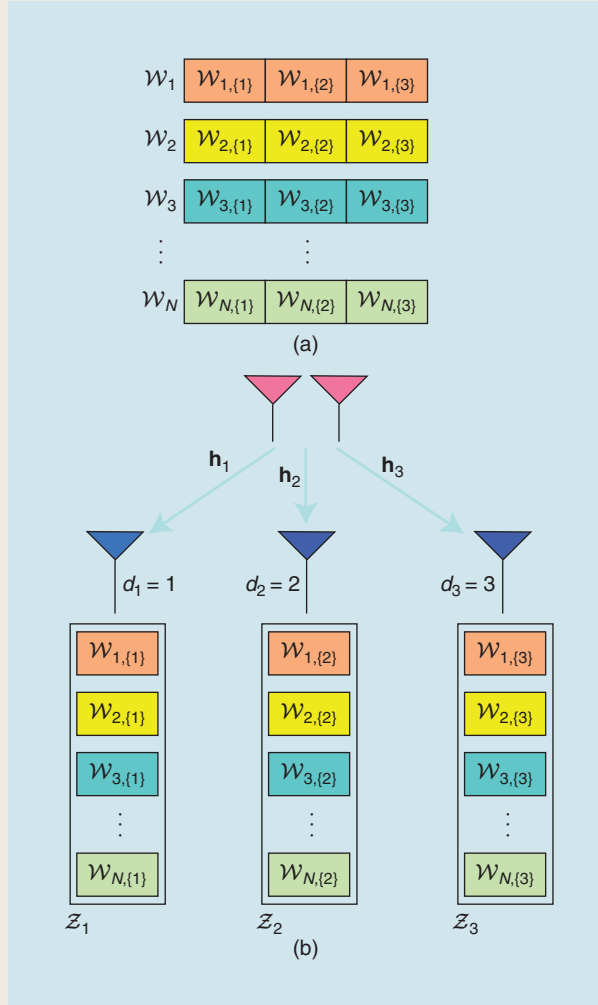 𝒲1 𝒲1,{1} 𝒲1,{2} 𝒲1,{3}
𝒲2 𝒲2,{1} 𝒲2,{2} 𝒲2,{3}
𝒲3 𝒲3,{1} 𝒲3,{2} 𝒲3,{3}
⋮ ⋮
𝒲N 𝒲N,{1} 𝒲N,{2} 𝒲N,{3}
(a)
h1 h2 h3
d1 = 1 d2 = 2 d3 = 3
𝒲1,{1} 𝒲1,{2} 𝒲1,{3}
𝒲2,{1} 𝒲2,{2} 𝒲2,{3}
𝒲3,{1} 𝒲3,{2} 𝒲3,{3}
⋮ ⋮ ⋮
𝒲N,{1} 𝒲N,{2} 𝒲N,{3}
𝒵1 𝒵2 𝒵3
(b)